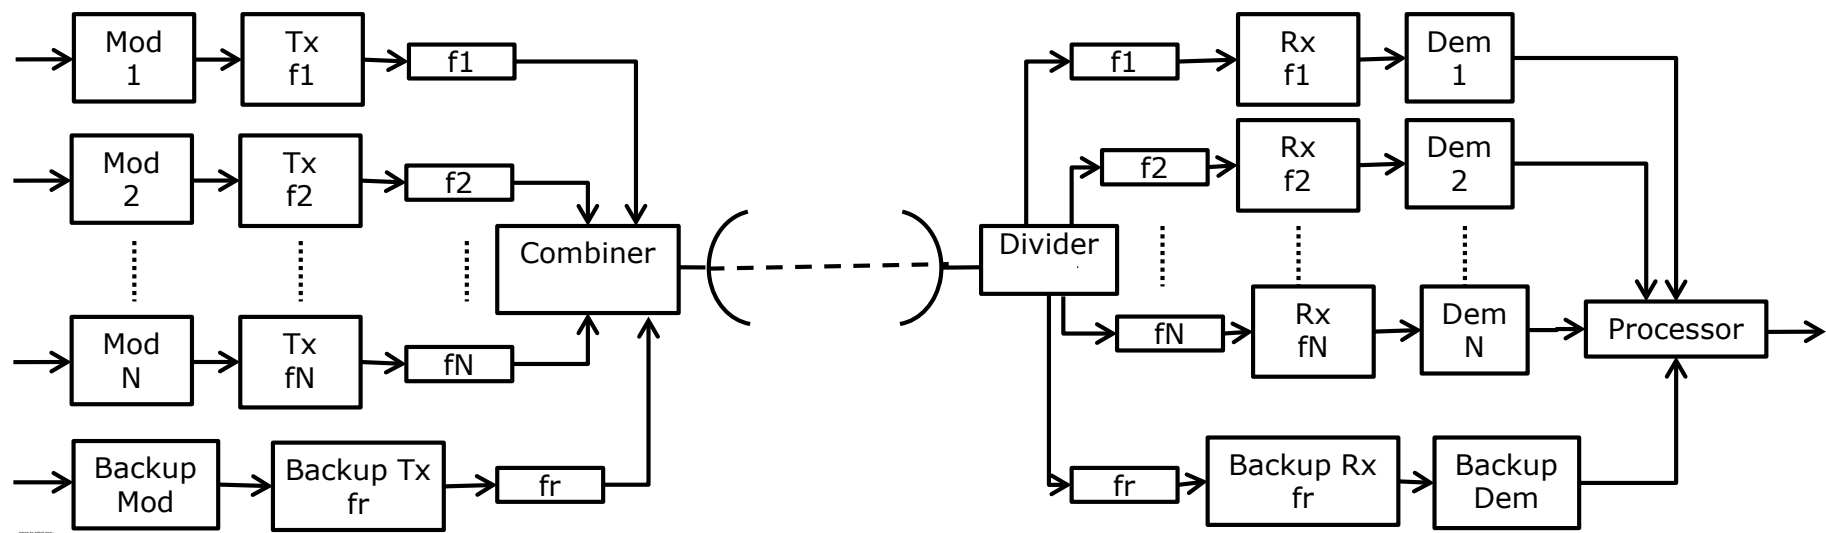 Mod
1
Tx
f1
f1
Mod
2
Tx
f2
f2
Mod
N
Tx
fN
fN
Backup
Mod
Backup Tx
fr
fr
Combiner
Divider
f1
Rx
f1
Dem
1
f2
Rx
f2
Dem
2
fN
Rx
fN
Dem
N
fr
Backup Rx
fr
Backup
Dem
Processor